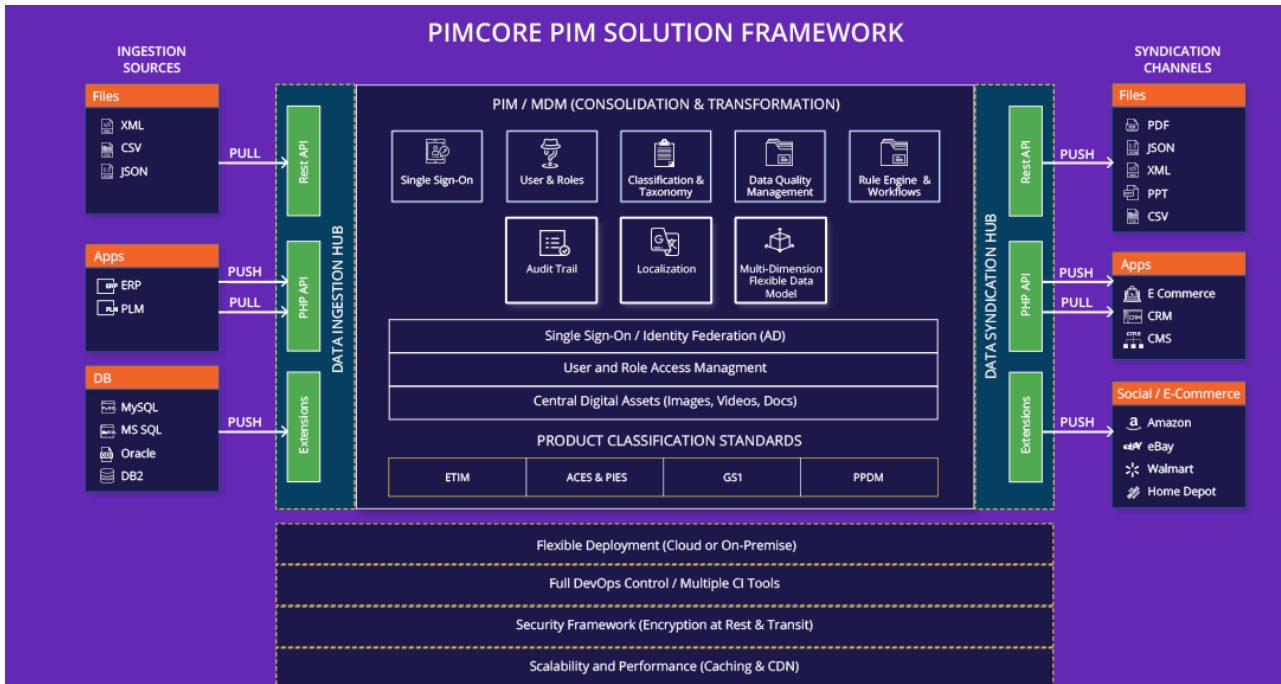 PIMCORE PIM SOLUTION FRAMEWORK
INGESTION
SOURCES
Files
XML
CSV
JSON
PULL
Apps
ERP
PLM
PUSH
PULL
DB
MySQL
MS SQL
Oracle
DB2
PUSH
Rest API
PHP API
Extensions
DATA INGESTION HUB
PIM / MDM (CONSOLIDATION & TRANSFORMATION)
Single Sign-On
User & Roles
Classification &
Taxonomy
Data Quality
Management
Rule Engine &
Workflows
Audit Trail
Localization
Multi-Dimension
Flexible Data
Model
Single Sign-On / Identity Federation (AD)
User and Role Access Managment
Central Digital Assets (Images, Videos, Docs)
PRODUCT CLASSIFICATION STANDARDS
ETIM
ACES & PIES
GS1
PPDM
DATA SYNDICATION HUB
Rest API
PHP API
Extensions
SYNDICATION
CHANNELS
PUSH
Files
PDF
JSON
XML
PPT
CSV
PUSH
PULL
Apps
E Commerce
CRM
CMS
PUSH
Social / E-Commerce
Amazon
eBay
Walmart
Home Depot
Flexible Deployment (Cloud or On-Premise)
Full DevOps Control / Multiple CI Tools
Security Framework (Encryption at Rest & Transit)
Scalability and Performance (Caching & CDN)